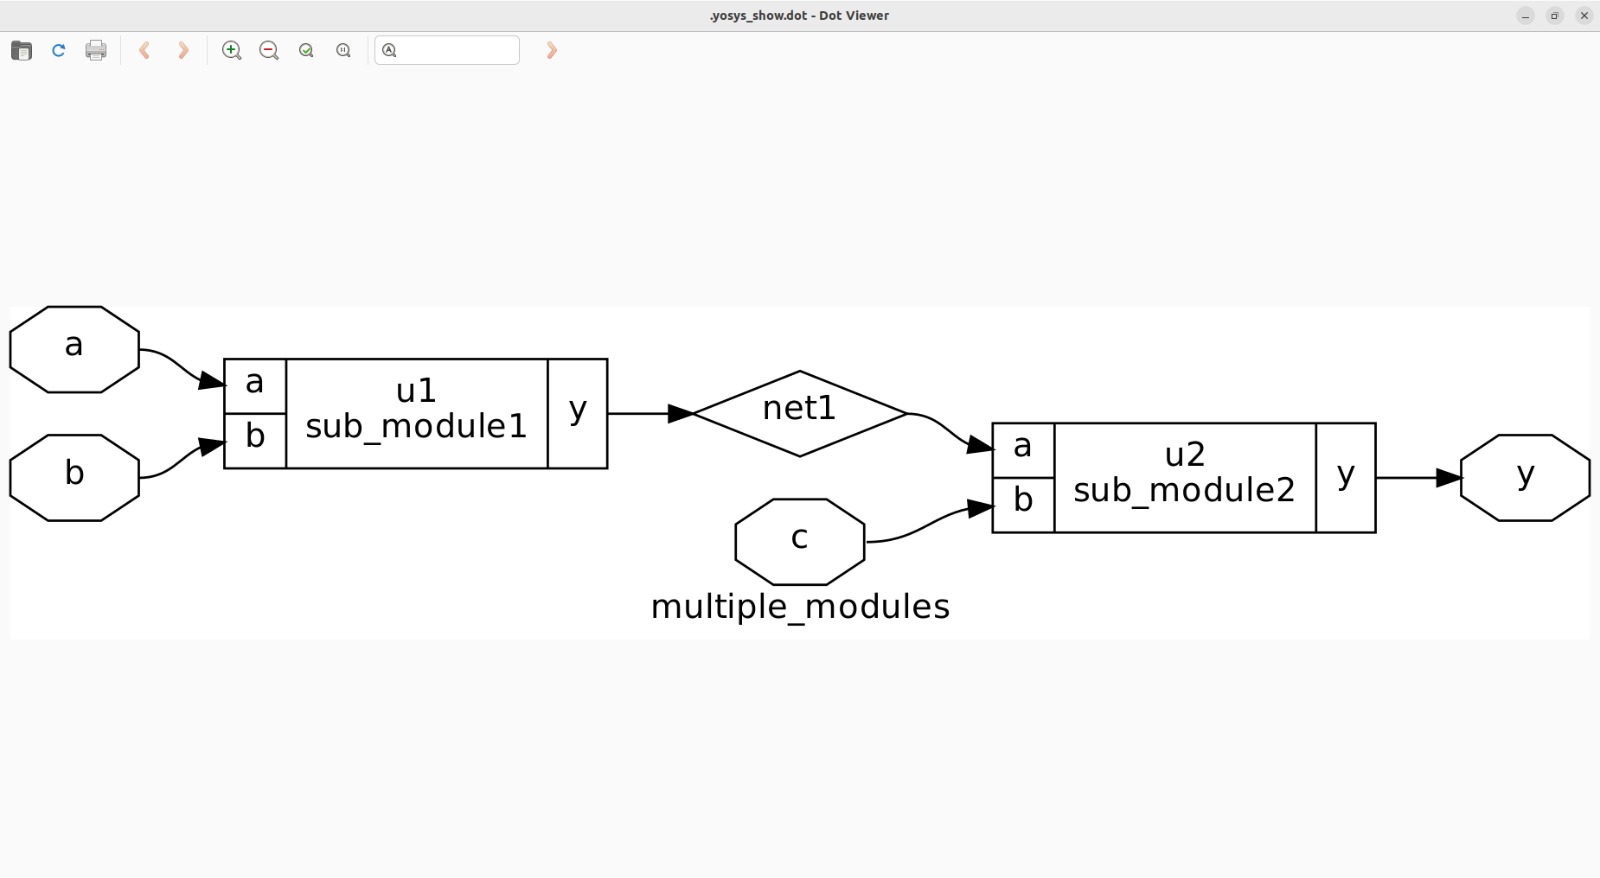 .yosys_show.dot - Dot Viewer
a
b
a
b
u1
sub_module1
y
net1
c
a
b
u2
sub_module2
y
y
multiple_modules